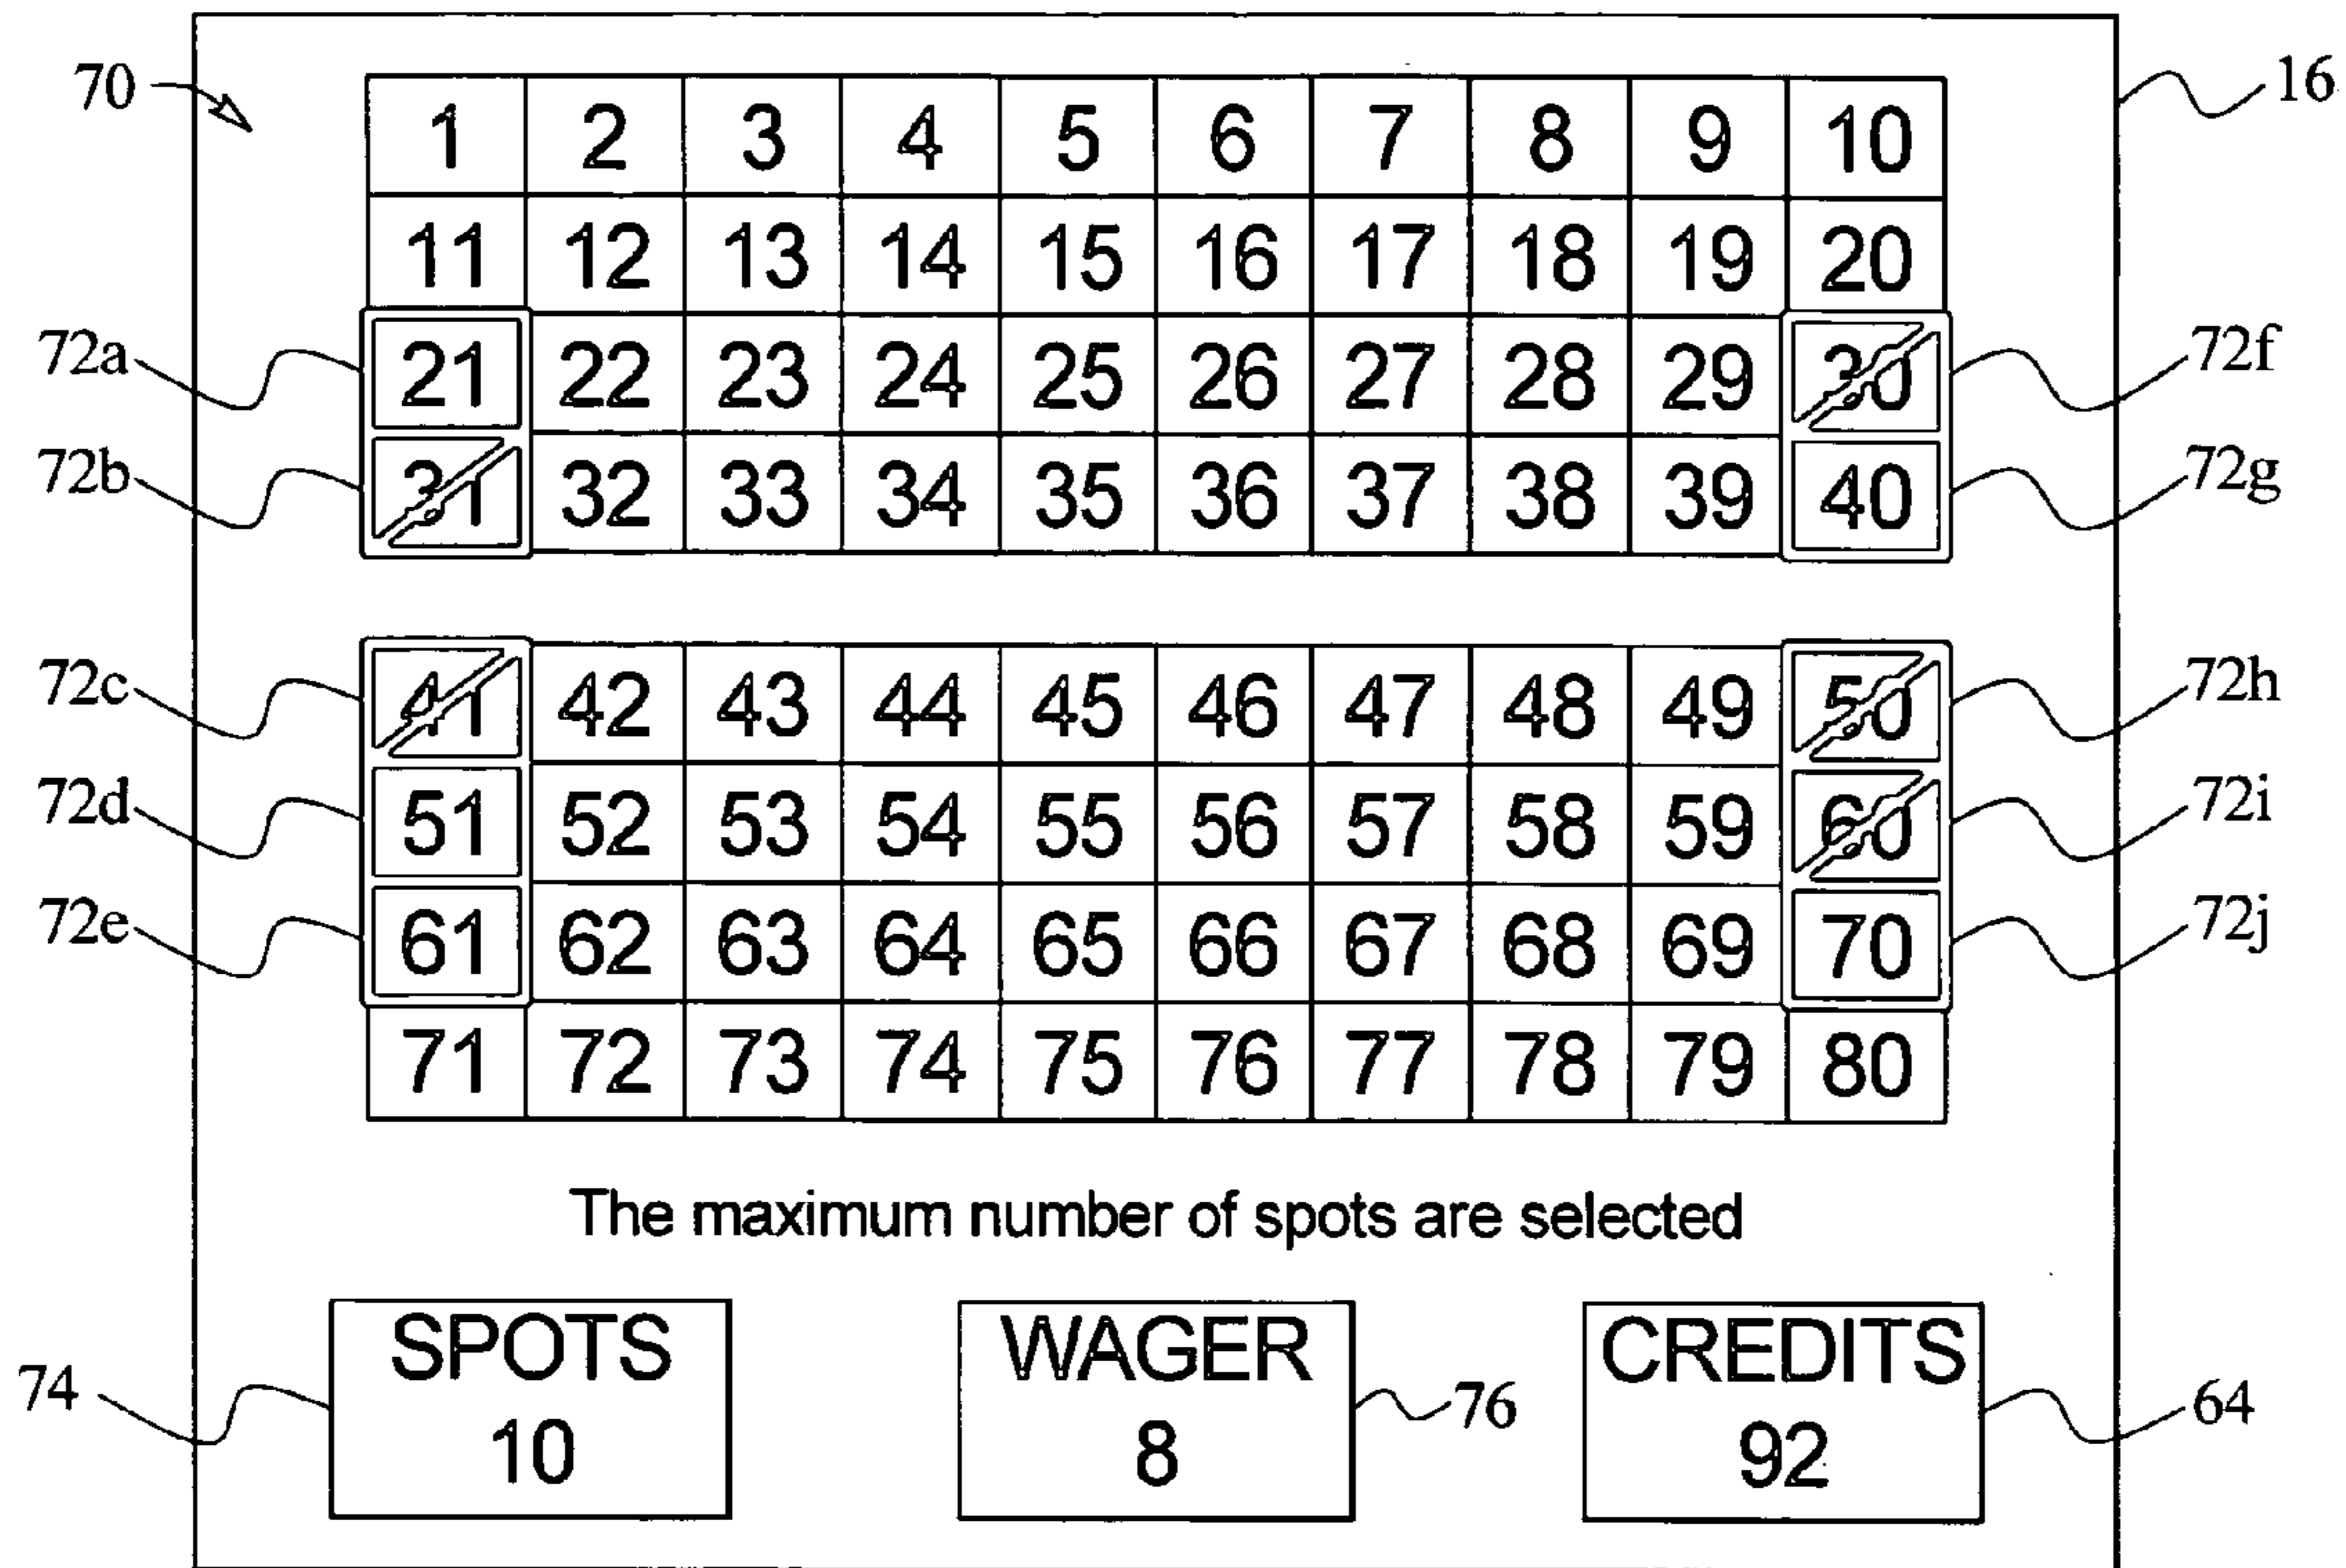 70 16
1 2 3 4 5 6 7 8 9 10
11 12 13 14 15 16 17 18 19 20
72a 21 22 23 24 25 26 27 28 29 30 72f
72b 31 32 33 34 35 36 37 38 39 40 72g
72c 41 42 43 44 45 46 47 48 49 50 72h
72d 51 52 53 54 55 56 57 58 59 60 72i
72e 61 62 63 64 65 66 67 68 69 70 72j
71 72 73 74 75 76 77 78 79 80
The maximum number of spots are selected
SPOTS WAGER CREDITS
74 76 64
10 8 92